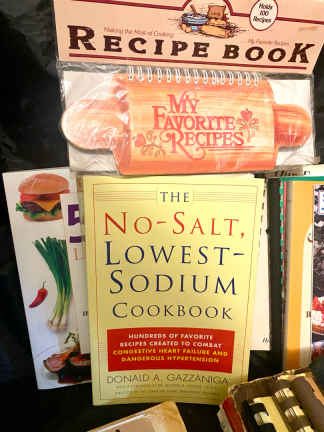 Making the Most of Cooking
Holds
100
Recipes
My Favorite Recipes
RECIPE BOOK
MY
FAVORITE
RECIPES
THE
NO-SALT,
LOWEST-
SODIUM
COOKBOOK
HUNDREDS OF FAVORITE
RECIPES CREATED TO COMBAT
CONGESTIVE HEART FAILURE AND
DANGEROUS HYPERTENSION
DONALD A. GAZZANIGA